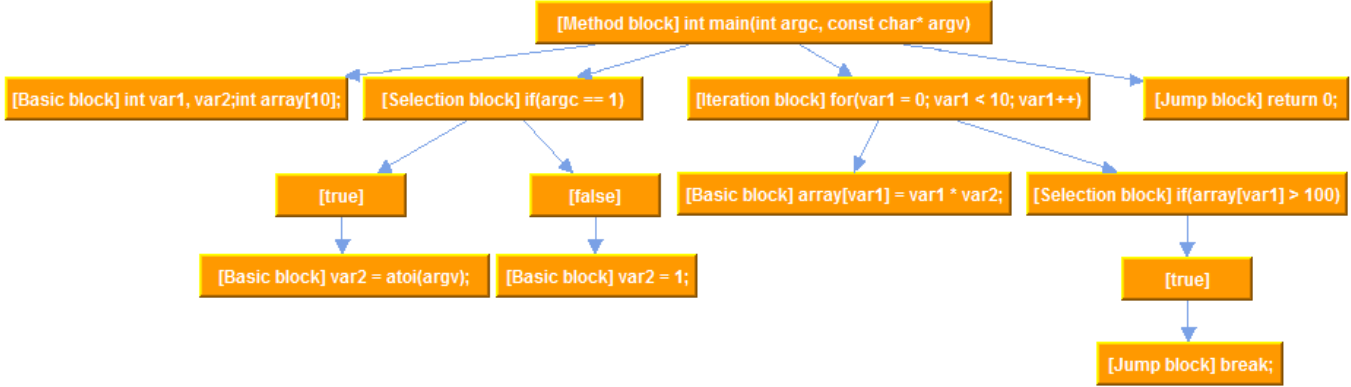 [Method block] int main(int argc, const char* argv)
[Basic block] int var1, var2;int array[10];
[Selection block] if(argc == 1)
[Iteration block] for(var1 = 0; var1 < 10; var1++)
[Jump block] return 0;
[true]
[false]
[Basic block] array[var1] = var1 * var2;
[Selection block] if(array[var1] > 100)
[Basic block] var2 = atoi(argv);
[Basic block] var2 = 1;
[true]
[Jump block] break;